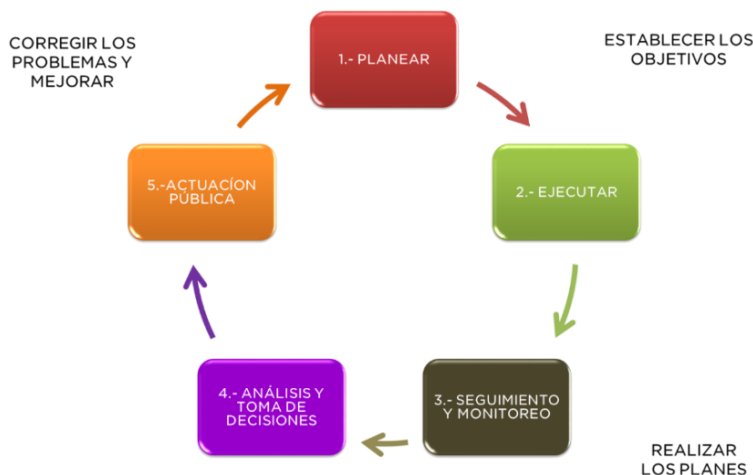 CORREGIR LOS
PROBLEMAS Y
MEJORAR
1.- PLANEAR
ESTABLECER LOS
OBJETIVOS
5.-ACTUACÍON
PÚBLICA
2.- EJECUTAR
4.- ANÁLISIS Y
TOMA DE
DECISIONES
3.- SEGUIMIENTO
Y MONITOREO
REALIZAR
LOS PLANES